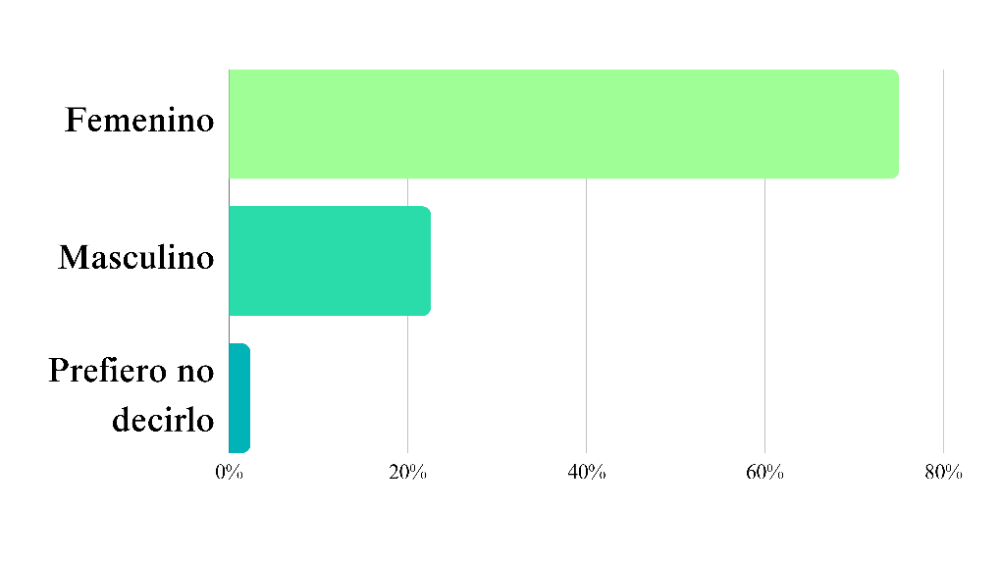 Femenino
Masculino
Prefiero no
decirlo
0% 20% 40% 60% 80%